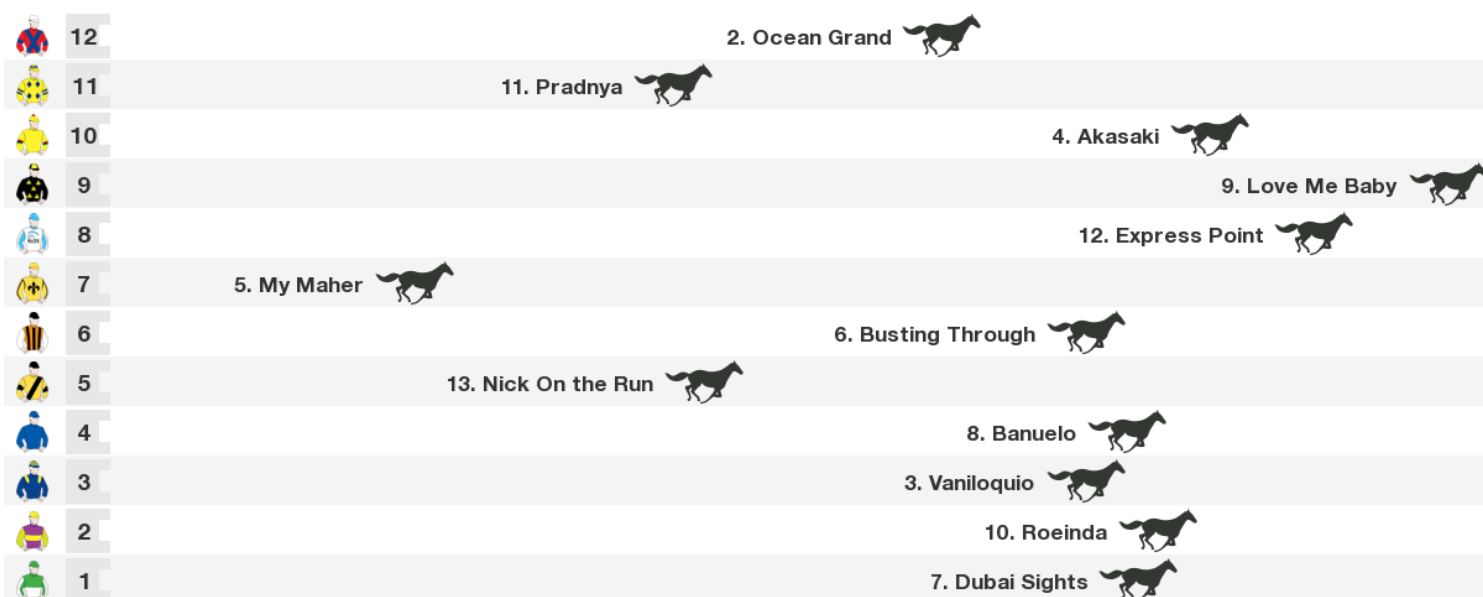 12 2. Ocean Grand
11 11. Pradnya
10 4. Akasaki
9 9. Love Me Baby
8 12. Express Point
7 5. My Maher
6 6. Busting Through
5 13. Nick On the Run
4 8. Banuelo
3 3. Vaniloquio
2 10. Roeinda
1 7. Dubai Sights